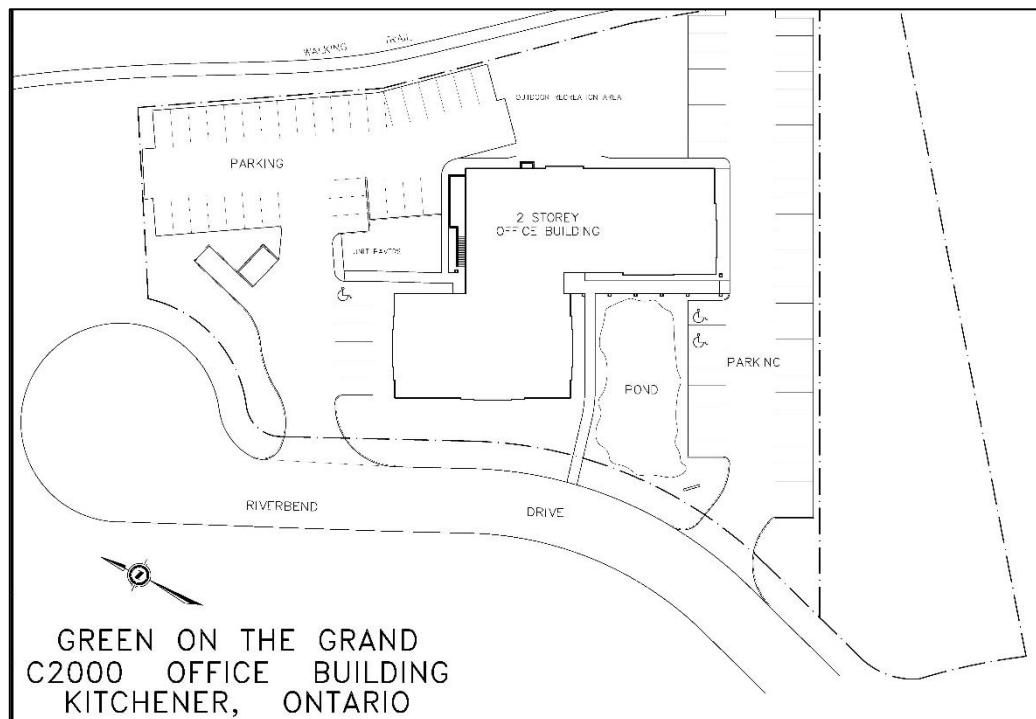 WALKING TRAIL
OUTDOOR RECREATION AREA
PARKING
2 STOREY
OFFICE BUILDING
UNIT PAVERS
PARKING
POND
RIVERBEND DRIVE
GREEN ON THE GRAND
C2000 OFFICE BUILDING
KITCHENER, ONTARIO